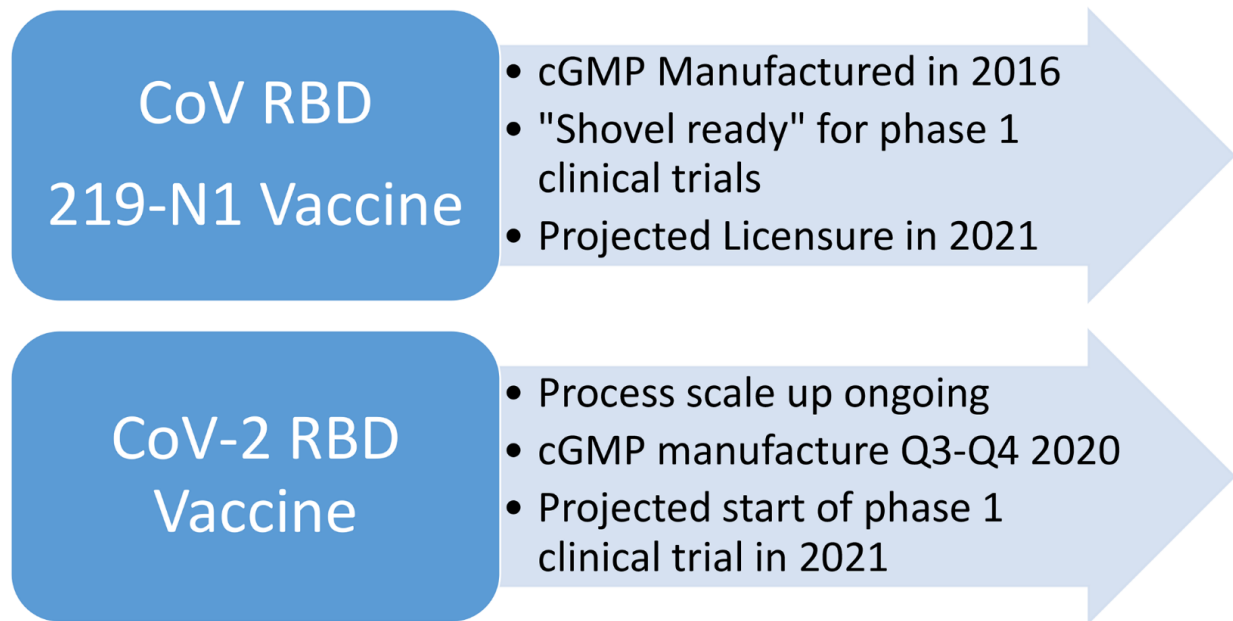 CoV RBD
219-N1 Vaccine
• cGMP Manufactured in 2016
• "Shovel ready" for phase 1
clinical trials
• Projected Licensure in 2021
CoV-2 RBD
Vaccine
• Process scale up ongoing
• cGMP manufacture Q3-Q4 2020
• Projected start of phase 1
clinical trial in 2021